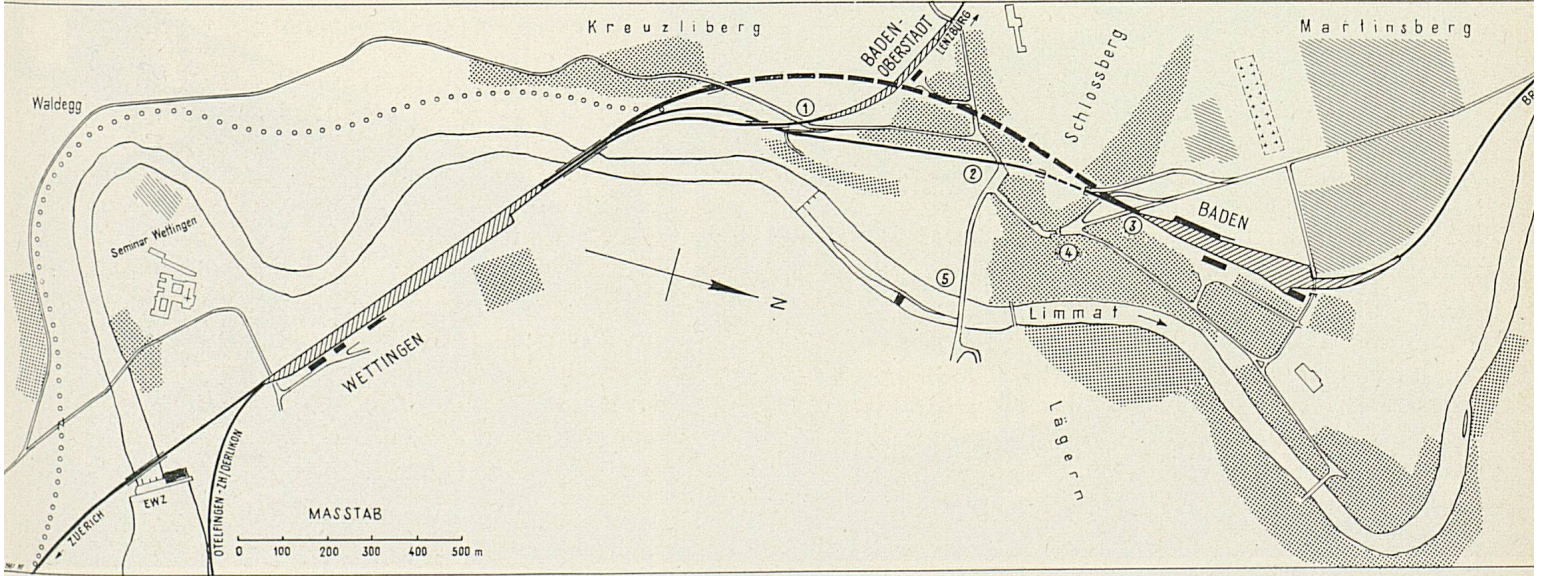 Kreuzliberg
BADEN-
OBERSTADT
LENZBURG
Schlossberg
Martinsberg
Waldegg
1
BR
2
Seminar Wettingen
3
BADEN
4
5
N
Limmat
WETTINGEN
Lägern
OTELFINGEN-ZH/OERLIKON
EWZ
ZUERICH
MASSTAB
0 100 200 300 400 500 m